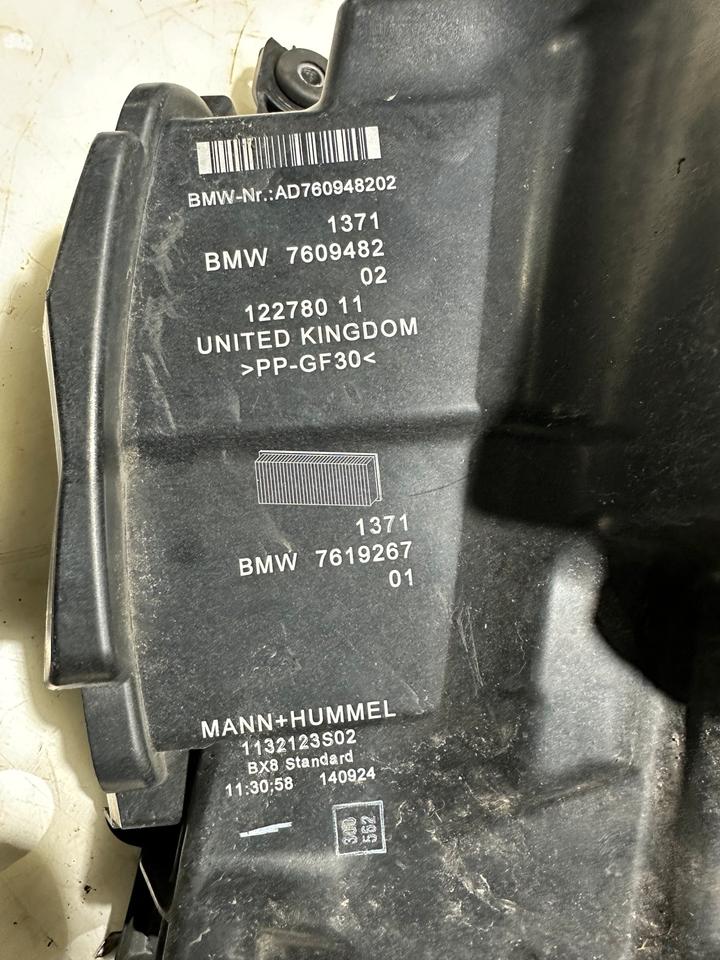 BMW-Nr.:AD760948202
1371
BMW 7609482
02
122780 11
UNITED KINGDOM
>PP-GF30<
1371
BMW 7619267
01
MANN+HUMMEL
1132123S02
BX8 Standard
11:30:58 140924
562